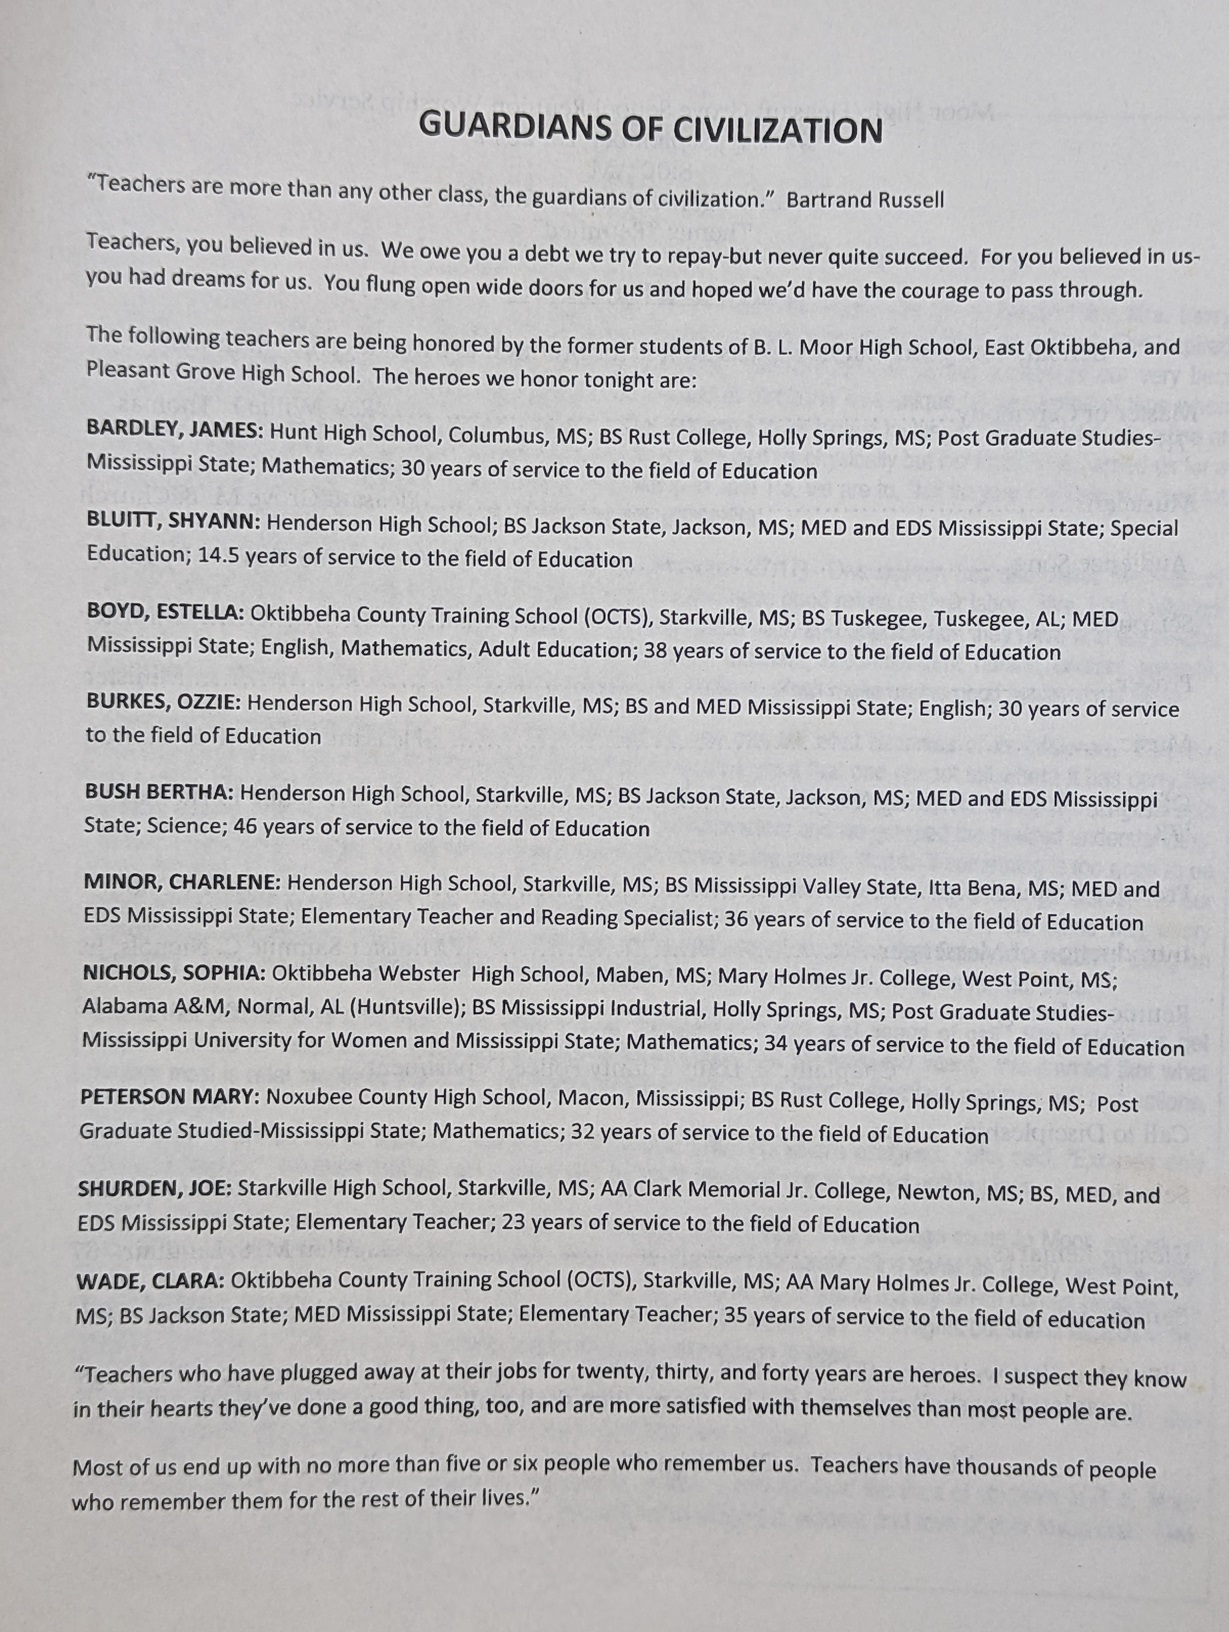 GUARDIANS OF CIVILIZATION
“Teachers are more than any other class, the guardians of civilization.”  Bartrand Russell
Teachers, you believed in us.  We owe you a debt we try to repay-but never quite succeed.  For you believed in us-
you had dreams for us.  You flung open wide doors for us and hoped we’d have the courage to pass through.
The following teachers are being honored by the former students of B. L. Moor High School, East Oktibbeha, and
Pleasant Grove High School.  The heroes we honor tonight are:
BARDLEY, JAMES: Hunt High School, Columbus, MS; BS Rust College, Holly Springs, MS; Post Graduate Studies-
Mississippi State; Mathematics; 30 years of service to the field of Education
BLUITT, SHYANN: Henderson High School; BS Jackson State, Jackson, MS; MED and EDS Mississippi State; Special
Education; 14.5 years of service to the field of Education
BOYD, ESTELLA: Oktibbeha County Training School (OCTS), Starkville, MS; BS Tuskegee, Tuskegee, AL; MED
Mississippi State; English, Mathematics, Adult Education; 38 years of service to the field of Education
BURKES, OZZIE: Henderson High School, Starkville, MS; BS and MED Mississippi State; English; 30 years of service
to the field of Education
BUSH BERTHA: Henderson High School, Starkville, MS; BS Jackson State, Jackson, MS; MED and EDS Mississippi
State; Science; 46 years of service to the field of Education
MINOR, CHARLENE: Henderson High School, Starkville, MS; BS Mississippi Valley State, Itta Bena, MS; MED and
EDS Mississippi State; Elementary Teacher and Reading Specialist; 36 years of service to the field of Education
NICHOLS, SOPHIA: Oktibbeha Webster  High School, Maben, MS; Mary Holmes Jr. College, West Point, MS;
Alabama A&M, Normal, AL (Huntsville); BS Mississippi Industrial, Holly Springs, MS; Post Graduate Studies-
Mississippi University for Women and Mississippi State; Mathematics; 34 years of service to the field of Education
PETERSON MARY: Noxubee County High School, Macon, Mississippi; BS Rust College, Holly Springs, MS;  Post
Graduate Studied-Mississippi State; Mathematics; 32 years of service to the field of Education
SHURDEN, JOE: Starkville High School, Starkville, MS; AA Clark Memorial Jr. College, Newton, MS; BS, MED, and
EDS Mississippi State; Elementary Teacher; 23 years of service to the field of Education
WADE, CLARA: Oktibbeha County Training School (OCTS), Starkville, MS; AA Mary Holmes Jr. College, West Point,
MS; BS Jackson State; MED Mississippi State; Elementary Teacher; 35 years of service to the field of education
“Teachers who have plugged away at their jobs for twenty, thirty, and forty years are heroes.  I suspect they know
in their hearts they’ve done a good thing, too, and are more satisfied with themselves than most people are.
Most of us end up with no more than five or six people who remember us.  Teachers have thousands of people
who remember them for the rest of their lives.”